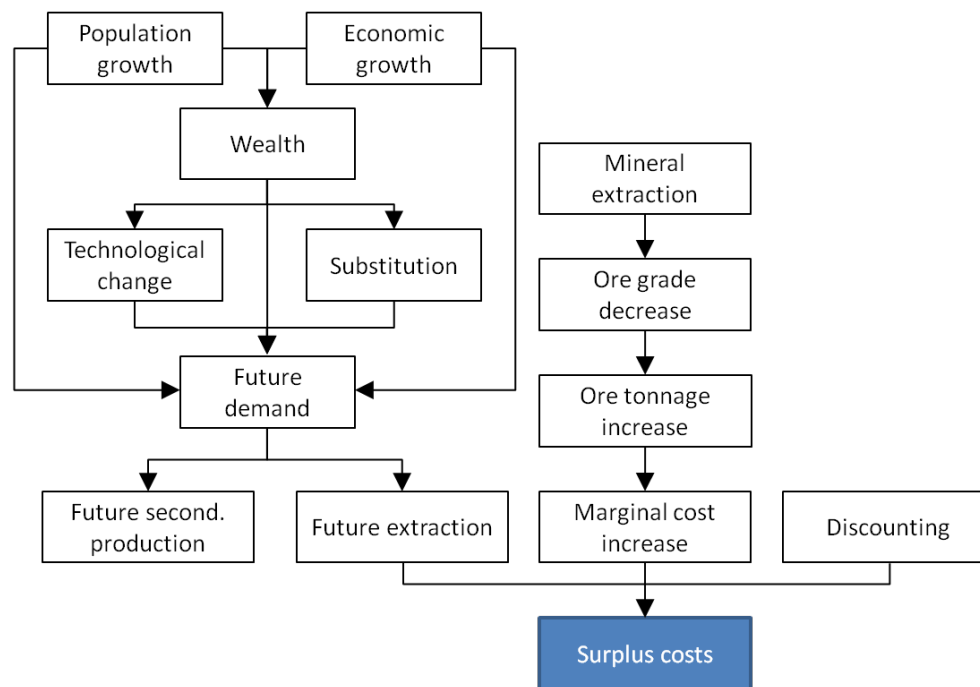 Population
growth
Economic
growth
Wealth
Mineral
extraction
Technological
change
Substitution
Ore grade
decrease
Future
demand
Ore tonnage
increase
Future second.
production
Future extraction
Marginal cost
increase
Discounting
Surplus costs